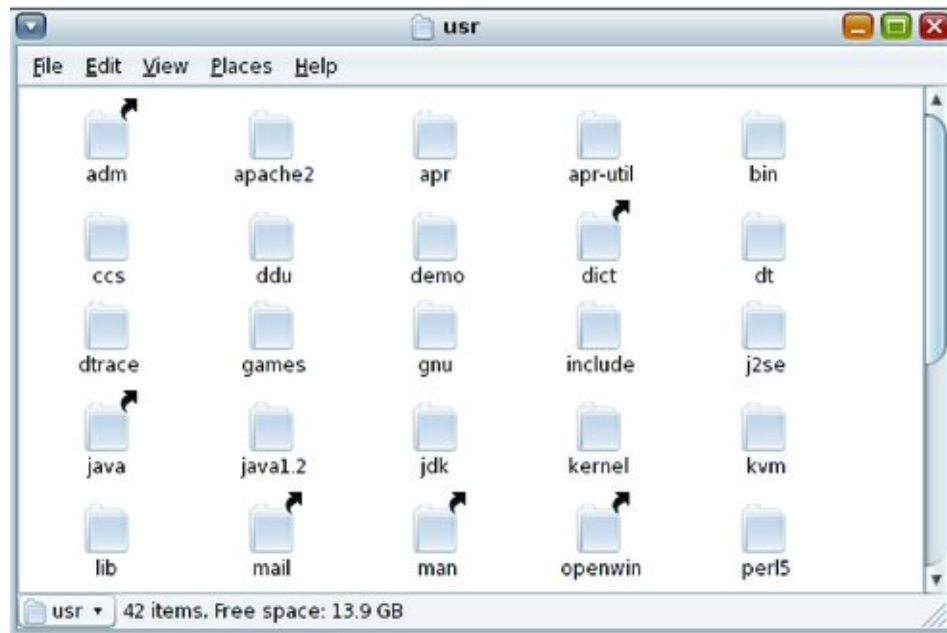 usr
File Edit View Places Help
adm apache2 apr apr-util bin
ccs ddu demo dict dt
dtrace games gnu include j2se
java java1.2 jdk kernel kvm
lib mail man openwin perl5
usr 42 items, Free space: 13.9 GB